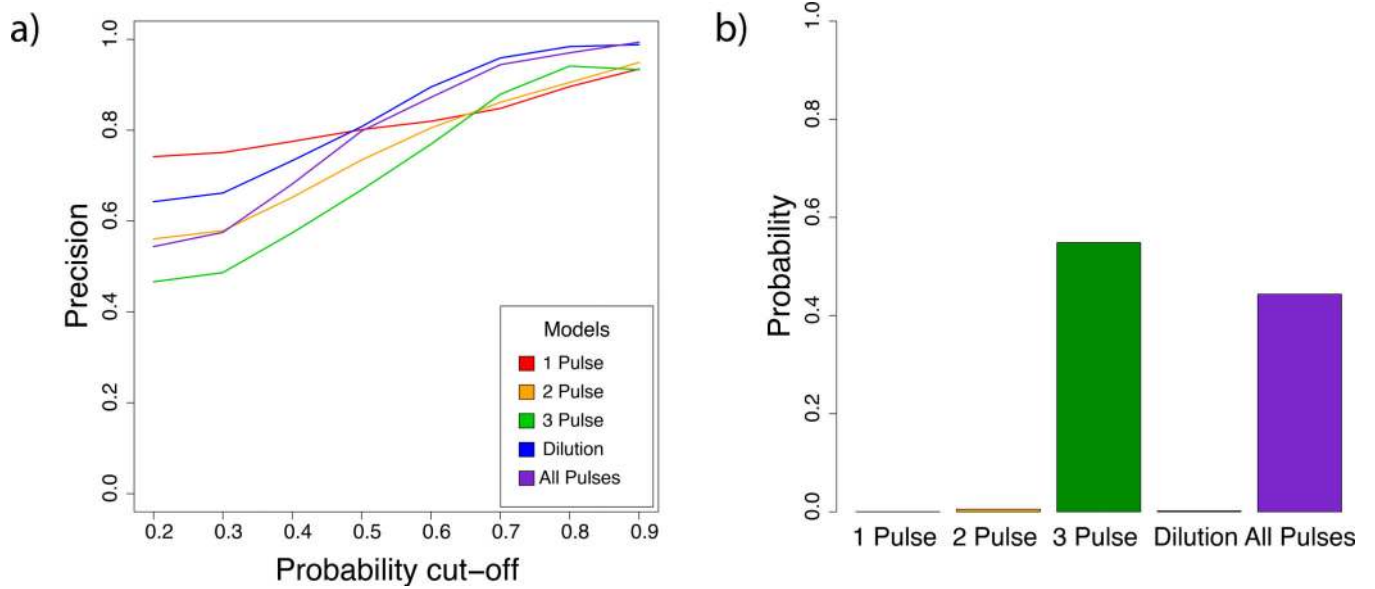 a)
Precision
1.0
0.8
0.6
0.4
0.2
0.0
Models
1 Pulse
2 Pulse
3 Pulse
Dilution
All Pulses
0.2 0.3 0.4 0.5 0.6 0.7 0.8 0.9
Probability cut-off
b)
Probability
1.0
0.8
0.6
0.4
0.2
0.0
1 Pulse 2 Pulse 3 Pulse Dilution All Pulses